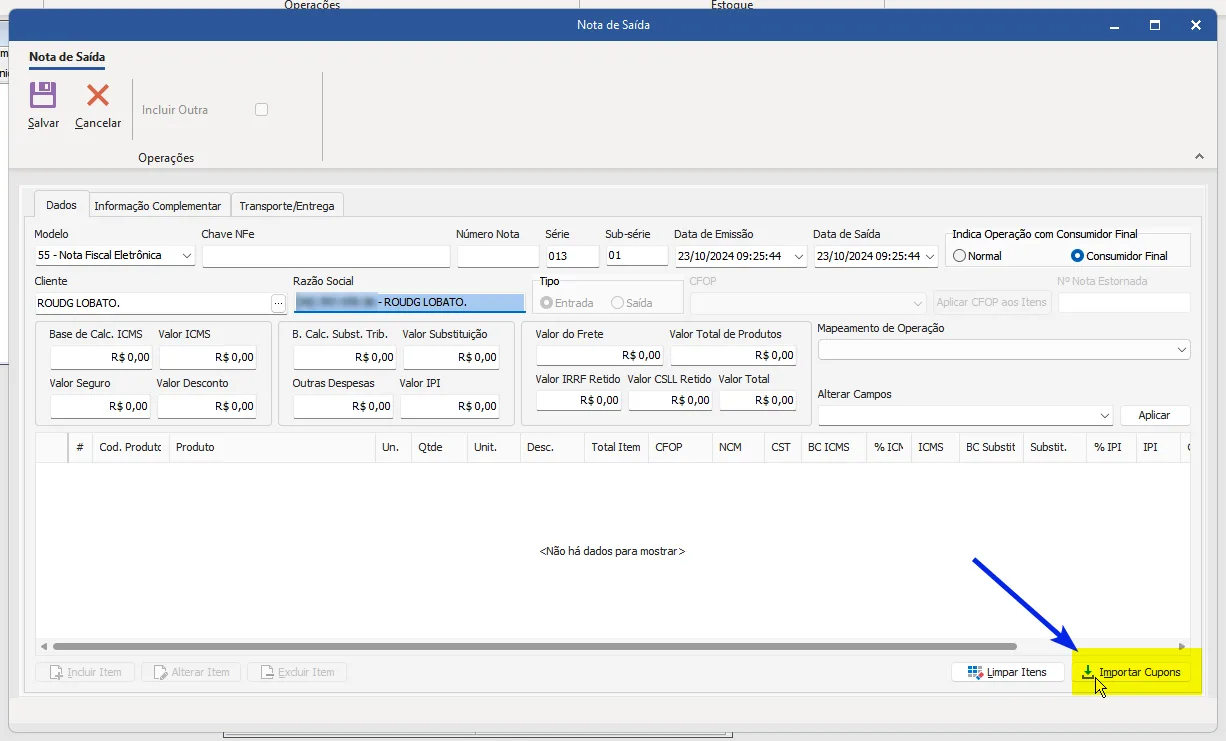 Operações Estoque
Nota de Saída
Nota de Saída
Salvar Cancelar Incluir Outra
Operações
Dados Informação Complementar Transporte/Entrega
Modelo Chave NFe Número Nota Série Sub-série Data de Emissão Data de Saída Indica Operação com Consumidor Final
55 - Nota Fiscal Eletrônica 013 01 23/10/2024 09:25:44 23/10/2024 09:25:44 Normal Consumidor Final
Cliente Razão Social Tipo CFOP Nº Nota Estornada
ROUDG LOBATO. ... - ROUDG LOBATO. Entrada Saída Aplicar CFOP aos Itens
Base de Calc. ICMS Valor ICMS B. Calc. Subst. Trib. Valor Substituição Valor do Frete Valor Total de Produtos Mapeamento de Operação
R$ 0,00 R$ 0,00 R$ 0,00 R$ 0,00 R$ 0,00 R$ 0,00
Valor Seguro Valor Desconto Outras Despesas Valor IPI Valor IRRF Retido Valor CSLL Retido Valor Total Alterar Campos
R$ 0,00 R$ 0,00 R$ 0,00 R$ 0,00 R$ 0,00 R$ 0,00 R$ 0,00 Aplicar
# Cod. Produto Produto Un. Qtde Unit. Desc. Total Item CFOP NCM CST BC ICMS % ICM ICMS BC Substit Substit. % IPI IPI
<Não há dados para mostrar>
Incluir Item Alterar Item Excluir Item Limpar Itens Importar Cupons